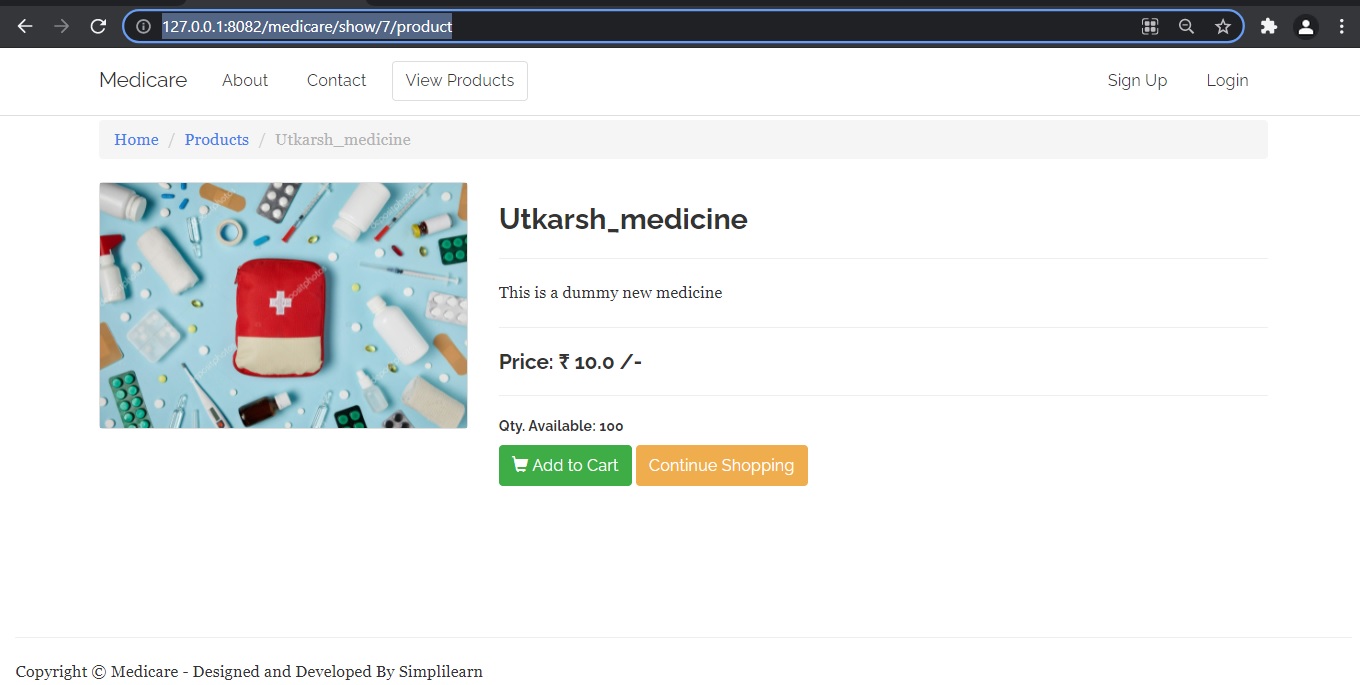 127.0.0.1:8082/medicare/show/7/product
Medicare About Contact View Products Sign Up Login
Home / Products / Utkarsh_medicine
Utkarsh_medicine
This is a dummy new medicine
Price: ₹ 10.0 /-
Qty. Available: 100
Add to Cart Continue Shopping
Copyright © Medicare - Designed and Developed By Simplilearn